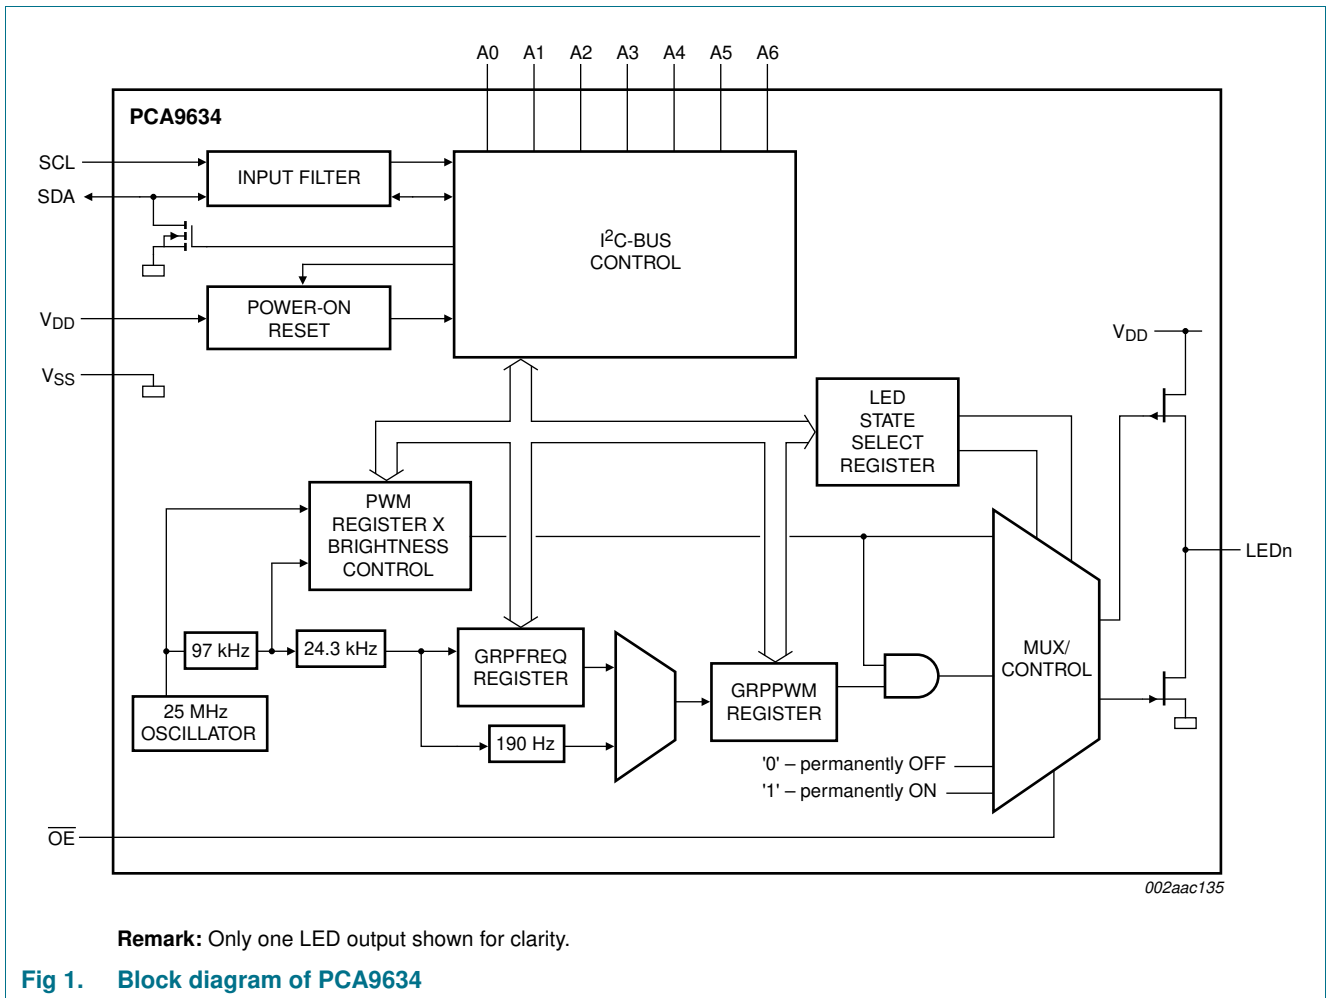 A0 A1 A2 A3 A4 A5 A6
PCA9634
SCL
INPUT FILTER
SDA
I²C-BUS
CONTROL
POWER-ON
RESET
VDD
VSS
VDD
LED
STATE
SELECT
REGISTER
PWM
REGISTER X
BRIGHTNESS
CONTROL
LEDn
97 kHz
24.3 kHz
GRPFREQ
REGISTER
MUX/
CONTROL
GRPPWM
REGISTER
25 MHz
OSCILLATOR
190 Hz
'0' – permanently OFF
'1' – permanently ON
O̅E̅
002aac135
Remark: Only one LED output shown for clarity.
Fig 1. Block diagram of PCA9634